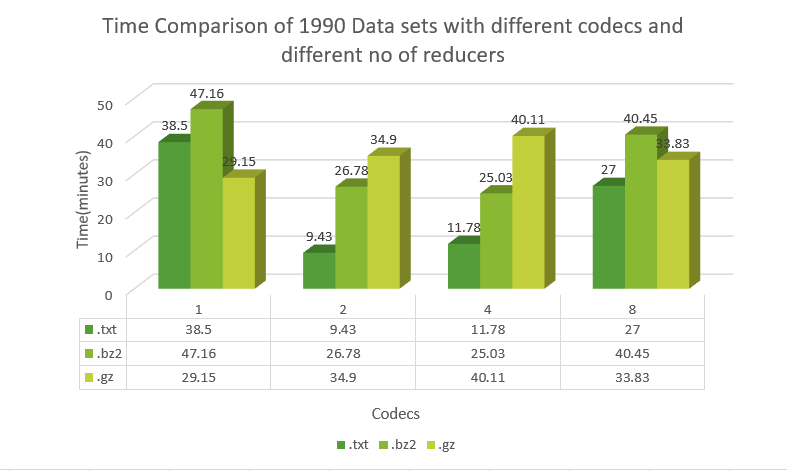 Time Comparison of 1990 Data sets with different codecs and
different no of reducers
Time(minutes)
50
40
30
20
10
0
38.5 47.16 29.15
9.43 26.78 34.9
11.78 25.03 40.11
27 40.45 33.83
1 2 4 8
.txt 38.5 9.43 11.78 27
.bz2 47.16 26.78 25.03 40.45
.gz 29.15 34.9 40.11 33.83
Codecs
.txt .bz2 .gz